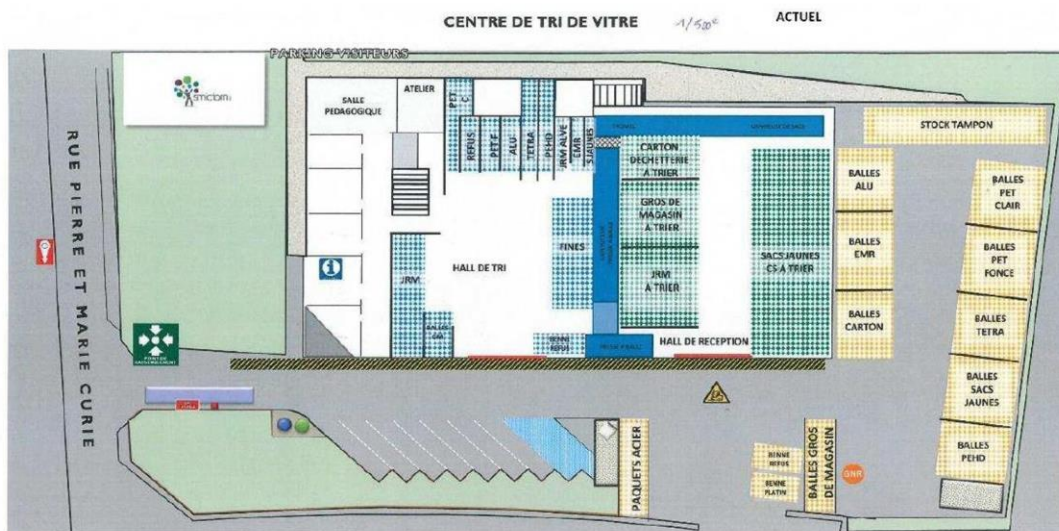 CENTRE DE TRI DE VITRE
1/500e
ACTUEL
PARKING VISITEURS
smictom
RUE PIERRE ET MARIE CURIE
SALLE
PEDAGOGIQUE
ATELIER
PET
C
REFUS
PET F
ALU
TETRA
PEHD
JRM ALVE
EMR
SJAUNES
CARTON
DECHETTERIE
A TRIER
GROS DE
MAGASIN
A TRIER
JRM
A TRIER
SACS JAUNES
CS A TRIER
FINES
HALL DE TRI
JRM
BALLES
BENNE
REFUS
HALL DE RECEPTION
STOCK TAMPON
BALLES
ALU
BALLES
EMR
BALLES
CARTON
BALLES
PET
CLAIR
BALLES
PET
FONCE
BALLES
TETRA
BALLES
SACS
JAUNES
BALLES
PEHD
PAQUETS ACIER
BENNE
REFUS
BENNE
PLATIN
BALLES GROS
DE MAGASIN
GNR